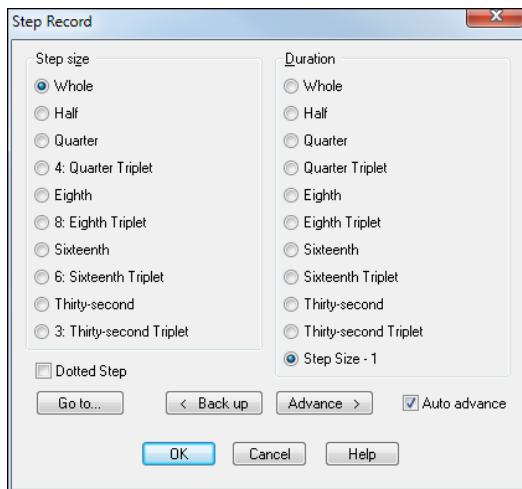 Step Record
Step size
Whole
Half
Quarter
4: Quarter Triplet
Eighth
8: Eighth Triplet
Sixteenth
6: Sixteenth Triplet
Thirty-second
3: Thirty-second Triplet
Dotted Step
Duration
Whole
Half
Quarter
Quarter Triplet
Eighth
Eighth Triplet
Sixteenth
Sixteenth Triplet
Thirty-second
Thirty-second Triplet
Step Size - 1
Go to...
< Back up
Advance >
Auto advance
OK
Cancel
Help